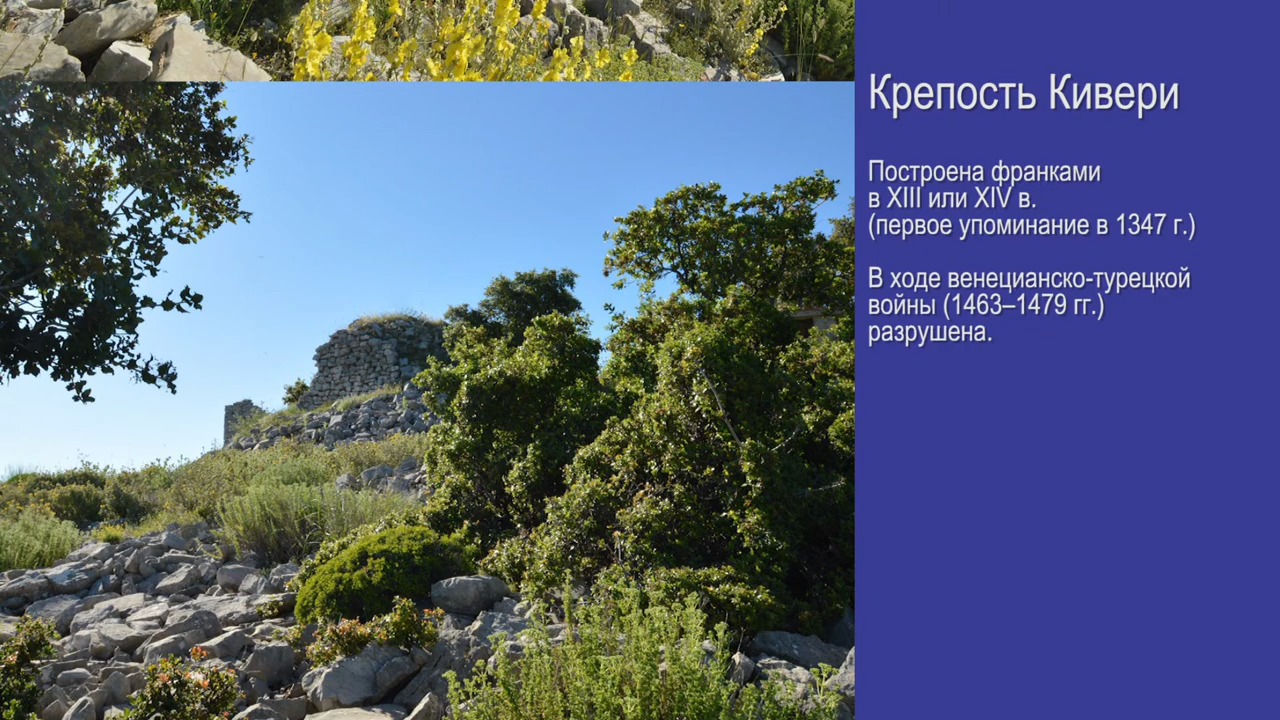 Крепость Кивери
Построена франками
в XIII или XIV в.
(первое упоминание в 1347 г.)
В ходе венецианско-турецкой
войны (1463–1479 гг.)
разрушена.